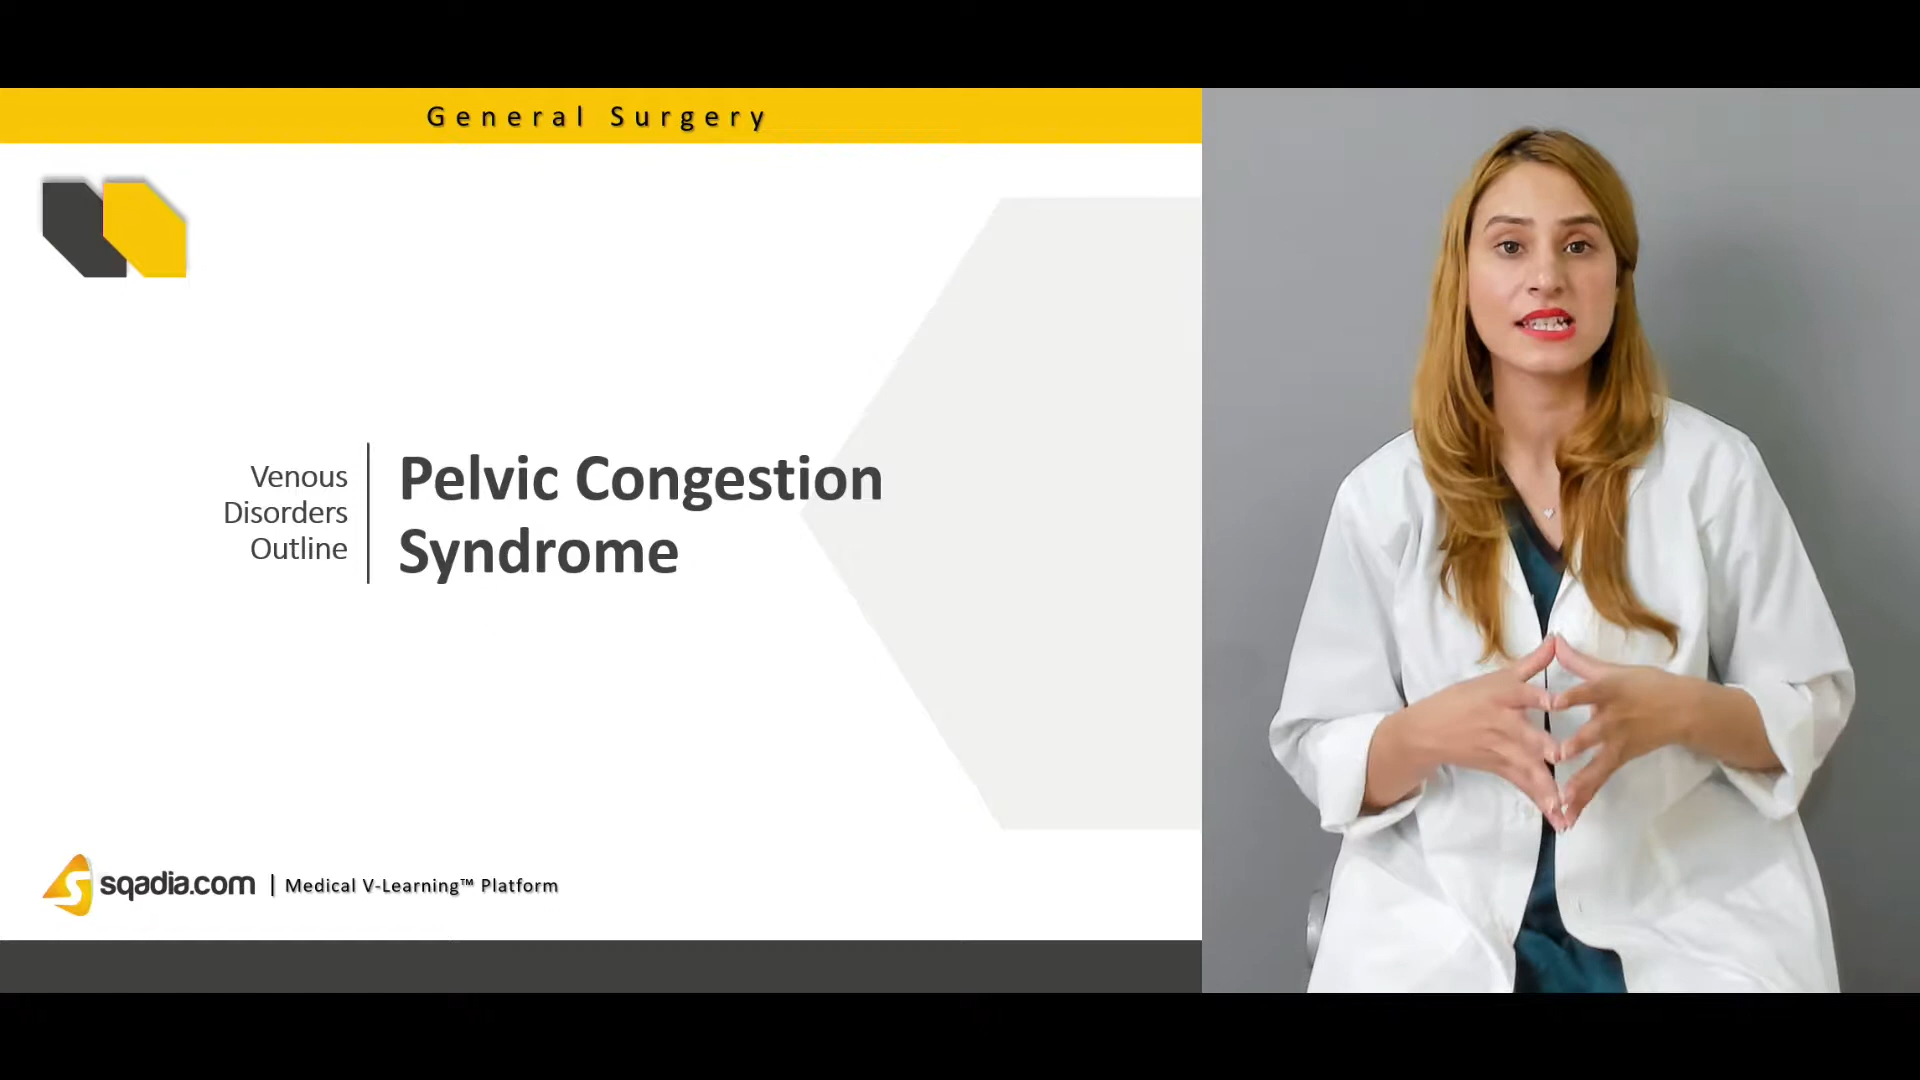 General Surgery
Venous
Disorders
Outline
Pelvic Congestion
Syndrome
sqadia.com | Medical V-Learning™ Platform